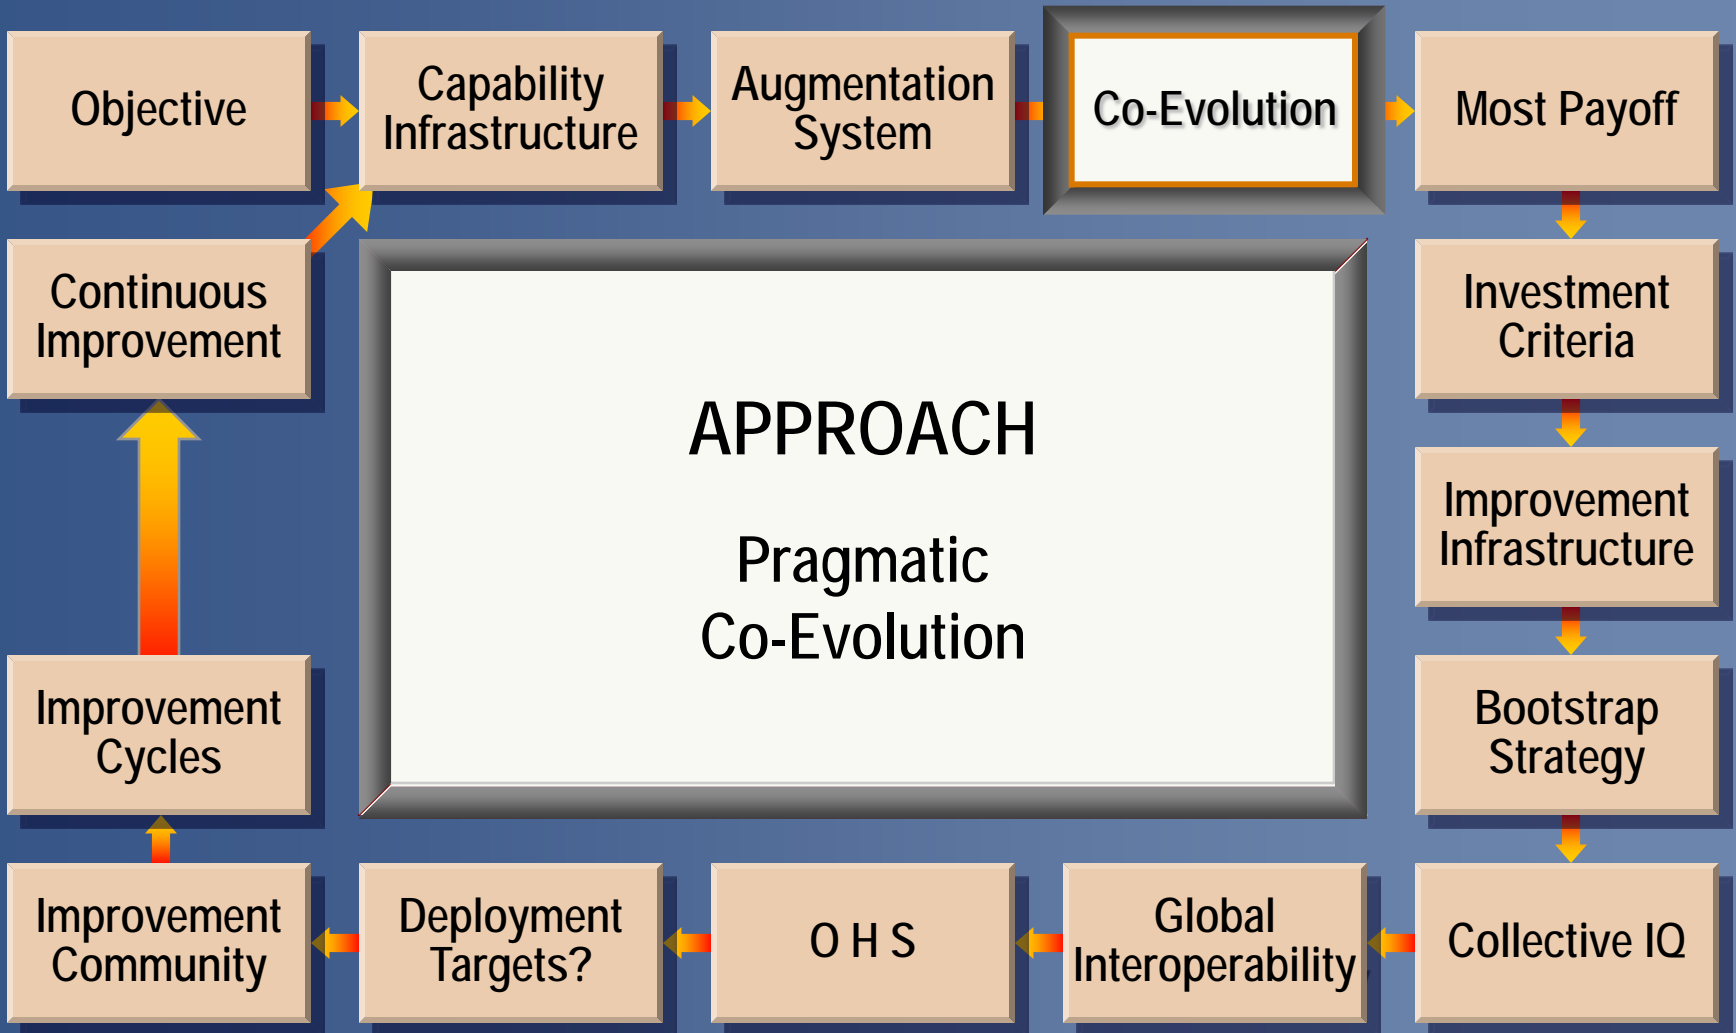 Objective
Capability
Infrastructure
Augmentation
System
Co-Evolution
Most Payoff
Continuous
Improvement
Investment
Criteria
APPROACH
Pragmatic
Co-Evolution
Improvement
Infrastructure
Improvement
Cycles
Bootstrap
Strategy
Improvement
Community
Deployment
Targets?
O H S
Global
Interoperability
Collective IQ